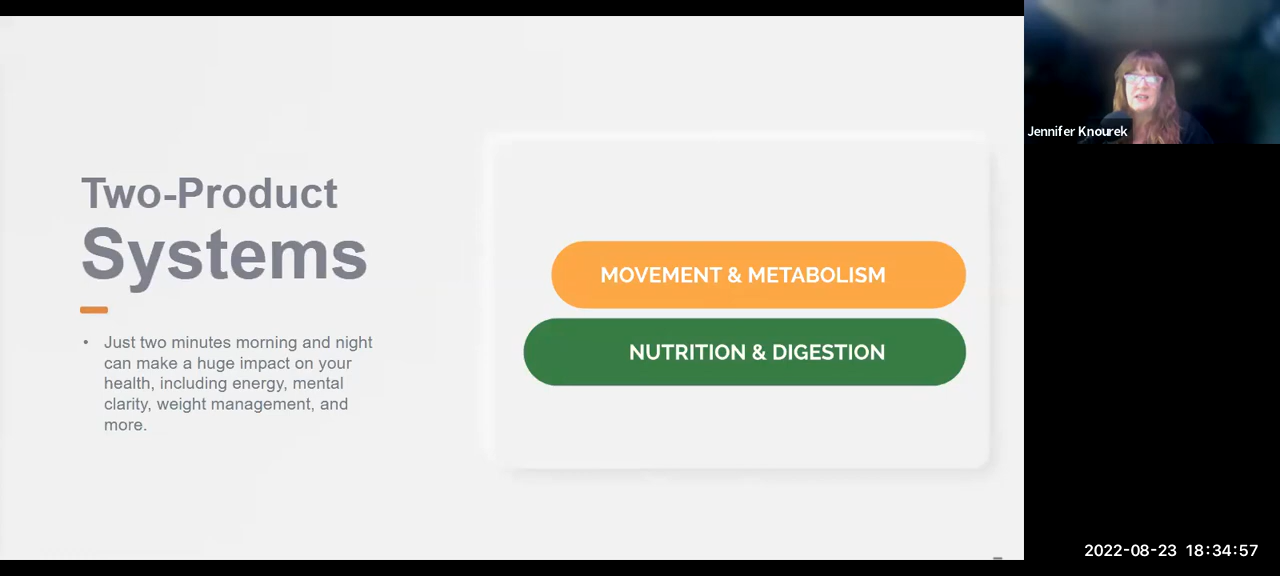 Two-Product
Systems
• Just two minutes morning and night
can make a huge impact on your
health, including energy, mental
clarity, weight management, and
more.
MOVEMENT & METABOLISM
NUTRITION & DIGESTION
Jennifer Knourek
2022-08-23 18:34:57